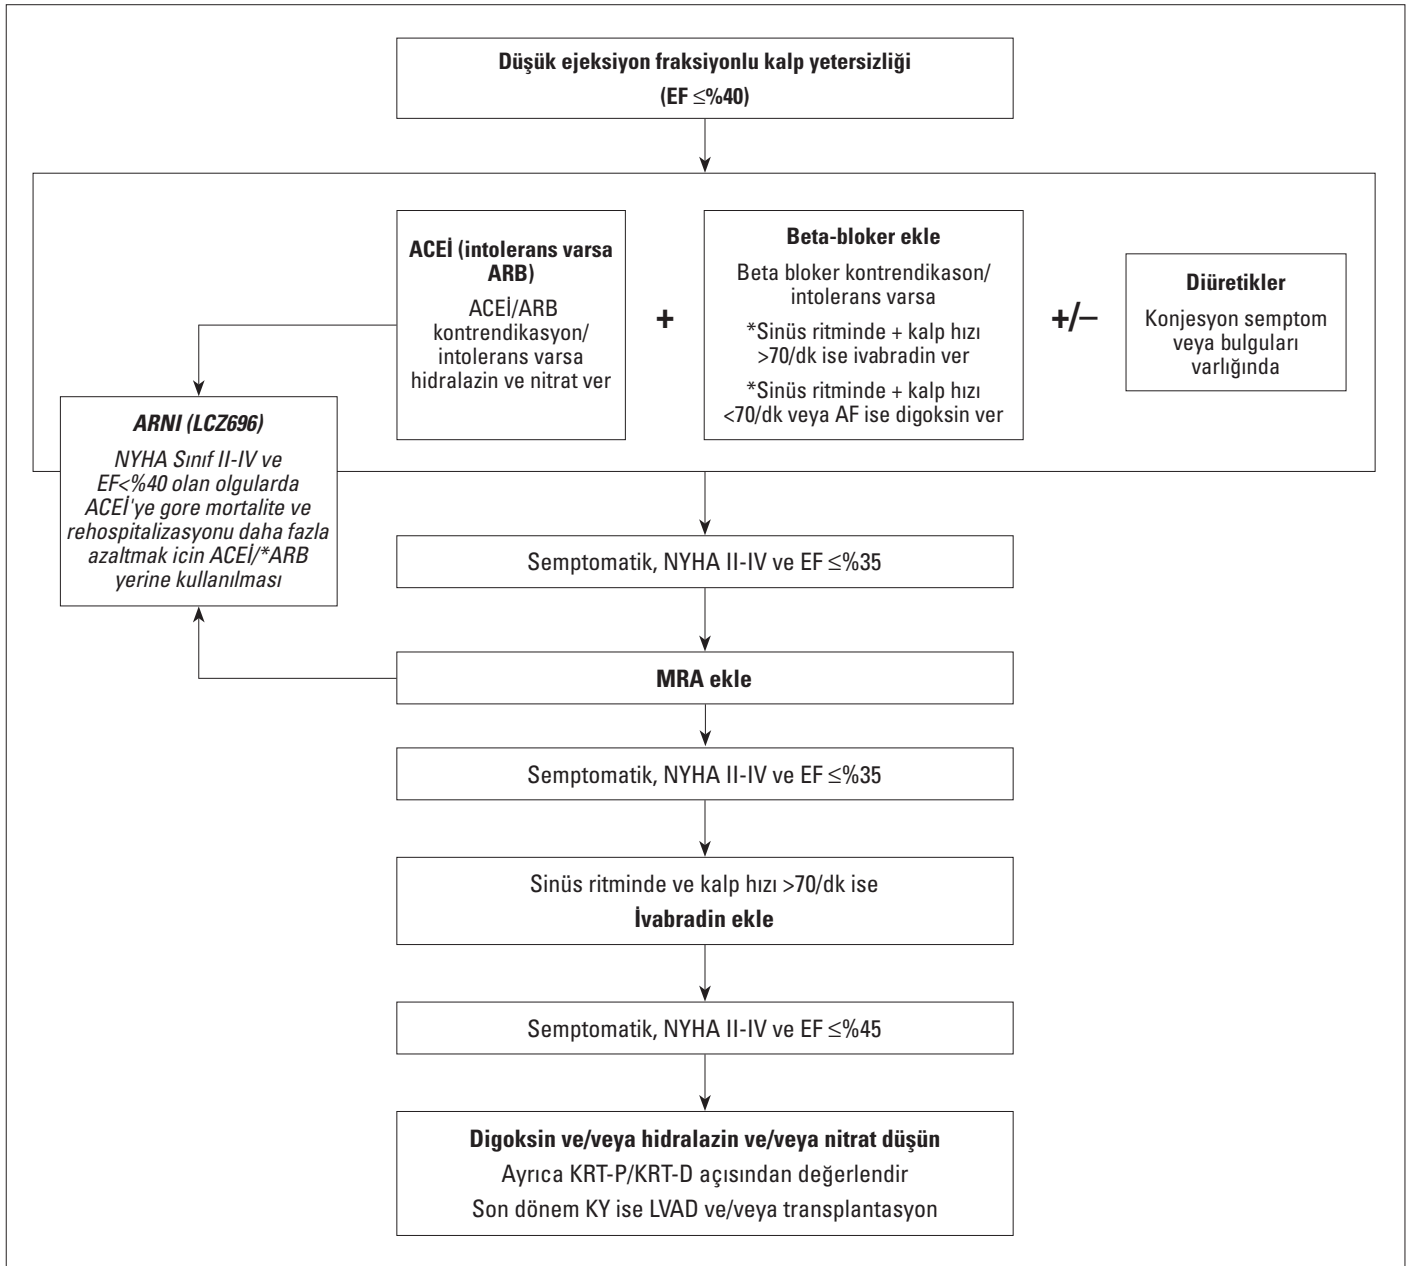 Düşük ejeksiyon fraksiyonlu kalp yetersizliği
(EF ≤%40)
ACEİ (intolerans varsa
ARB)
ACEİ/ARB
kontrendikasyon/
intolerans varsa
hidralazin ve nitrat ver
+
Beta-bloker ekle
Beta bloker kontrendikason/
intolerans varsa
*Sinüs ritminde + kalp hızı
>70/dk ise ivabradin ver
*Sinüs ritminde + kalp hızı
<70/dk veya AF ise digoksin ver
+/–
Diüretikler
Konjesyon semptom
veya bulguları
varlığında
ARNI (LCZ696)
NYHA Sınıf II-IV ve
EF<%40 olan olgularda
ACEİ'ye gore mortalite ve
rehospitalizasyonu daha fazla
azaltmak icin ACEİ/*ARB
yerine kullanılması
Semptomatik, NYHA II-IV ve EF ≤%35
MRA ekle
Semptomatik, NYHA II-IV ve EF ≤%35
Sinüs ritminde ve kalp hızı >70/dk ise
İvabradin ekle
Semptomatik, NYHA II-IV ve EF ≤%45
Digoksin ve/veya hidralazin ve/veya nitrat düşün
Ayrıca KRT-P/KRT-D açısından değerlendir
Son dönem KY ise LVAD ve/veya transplantasyon